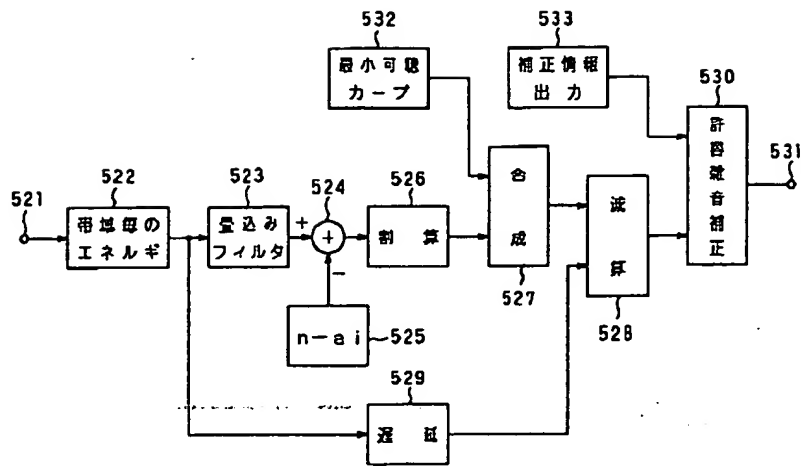 532
533
最小可聴
カーブ
補正情報
出力
530
許容雑音補正
531
521
522
帯域毎の
エネルギ
523
畳込み
フィルタ
+
524
+
−
526
割算
合成
527
減算
528
n−ai
525
529
遅延